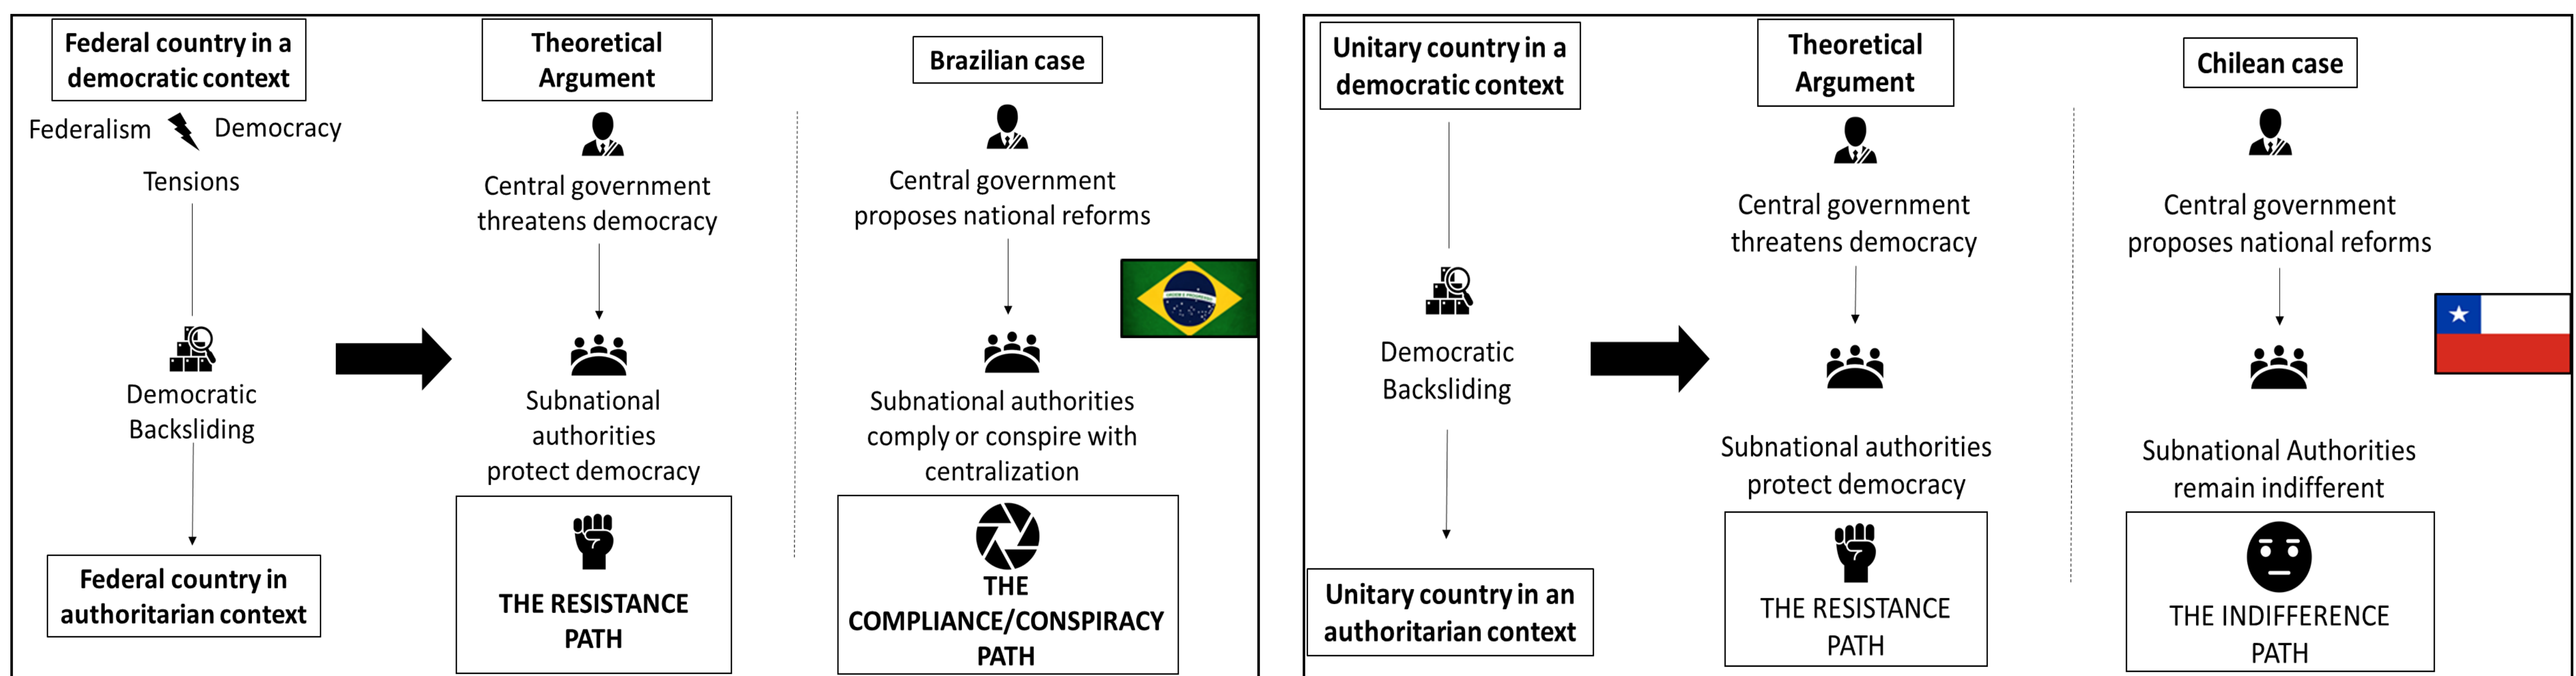 Federal country in a
democratic context
Federalism
Democracy
Tensions
Democratic
Backsliding
Federal country in
authoritarian context
Theoretical
Argument
Central government
threatens democracy
Subnational
authorities
protect democracy
THE RESISTANCE
PATH
Brazilian case
Central government
proposes national reforms
Subnational authorities
comply or conspire with
centralization
THE
COMPLIANCE/CONSPIRACY
PATH
Unitary country in a
democratic context
Democratic
Backsliding
Unitary country in an
authoritarian context
Theoretical
Argument
Central government
threatens democracy
Subnational authorities
protect democracy
THE RESISTANCE
PATH
Chilean case
Central government
proposes national reforms
Subnational Authorities
remain indifferent
THE INDIFFERENCE
PATH